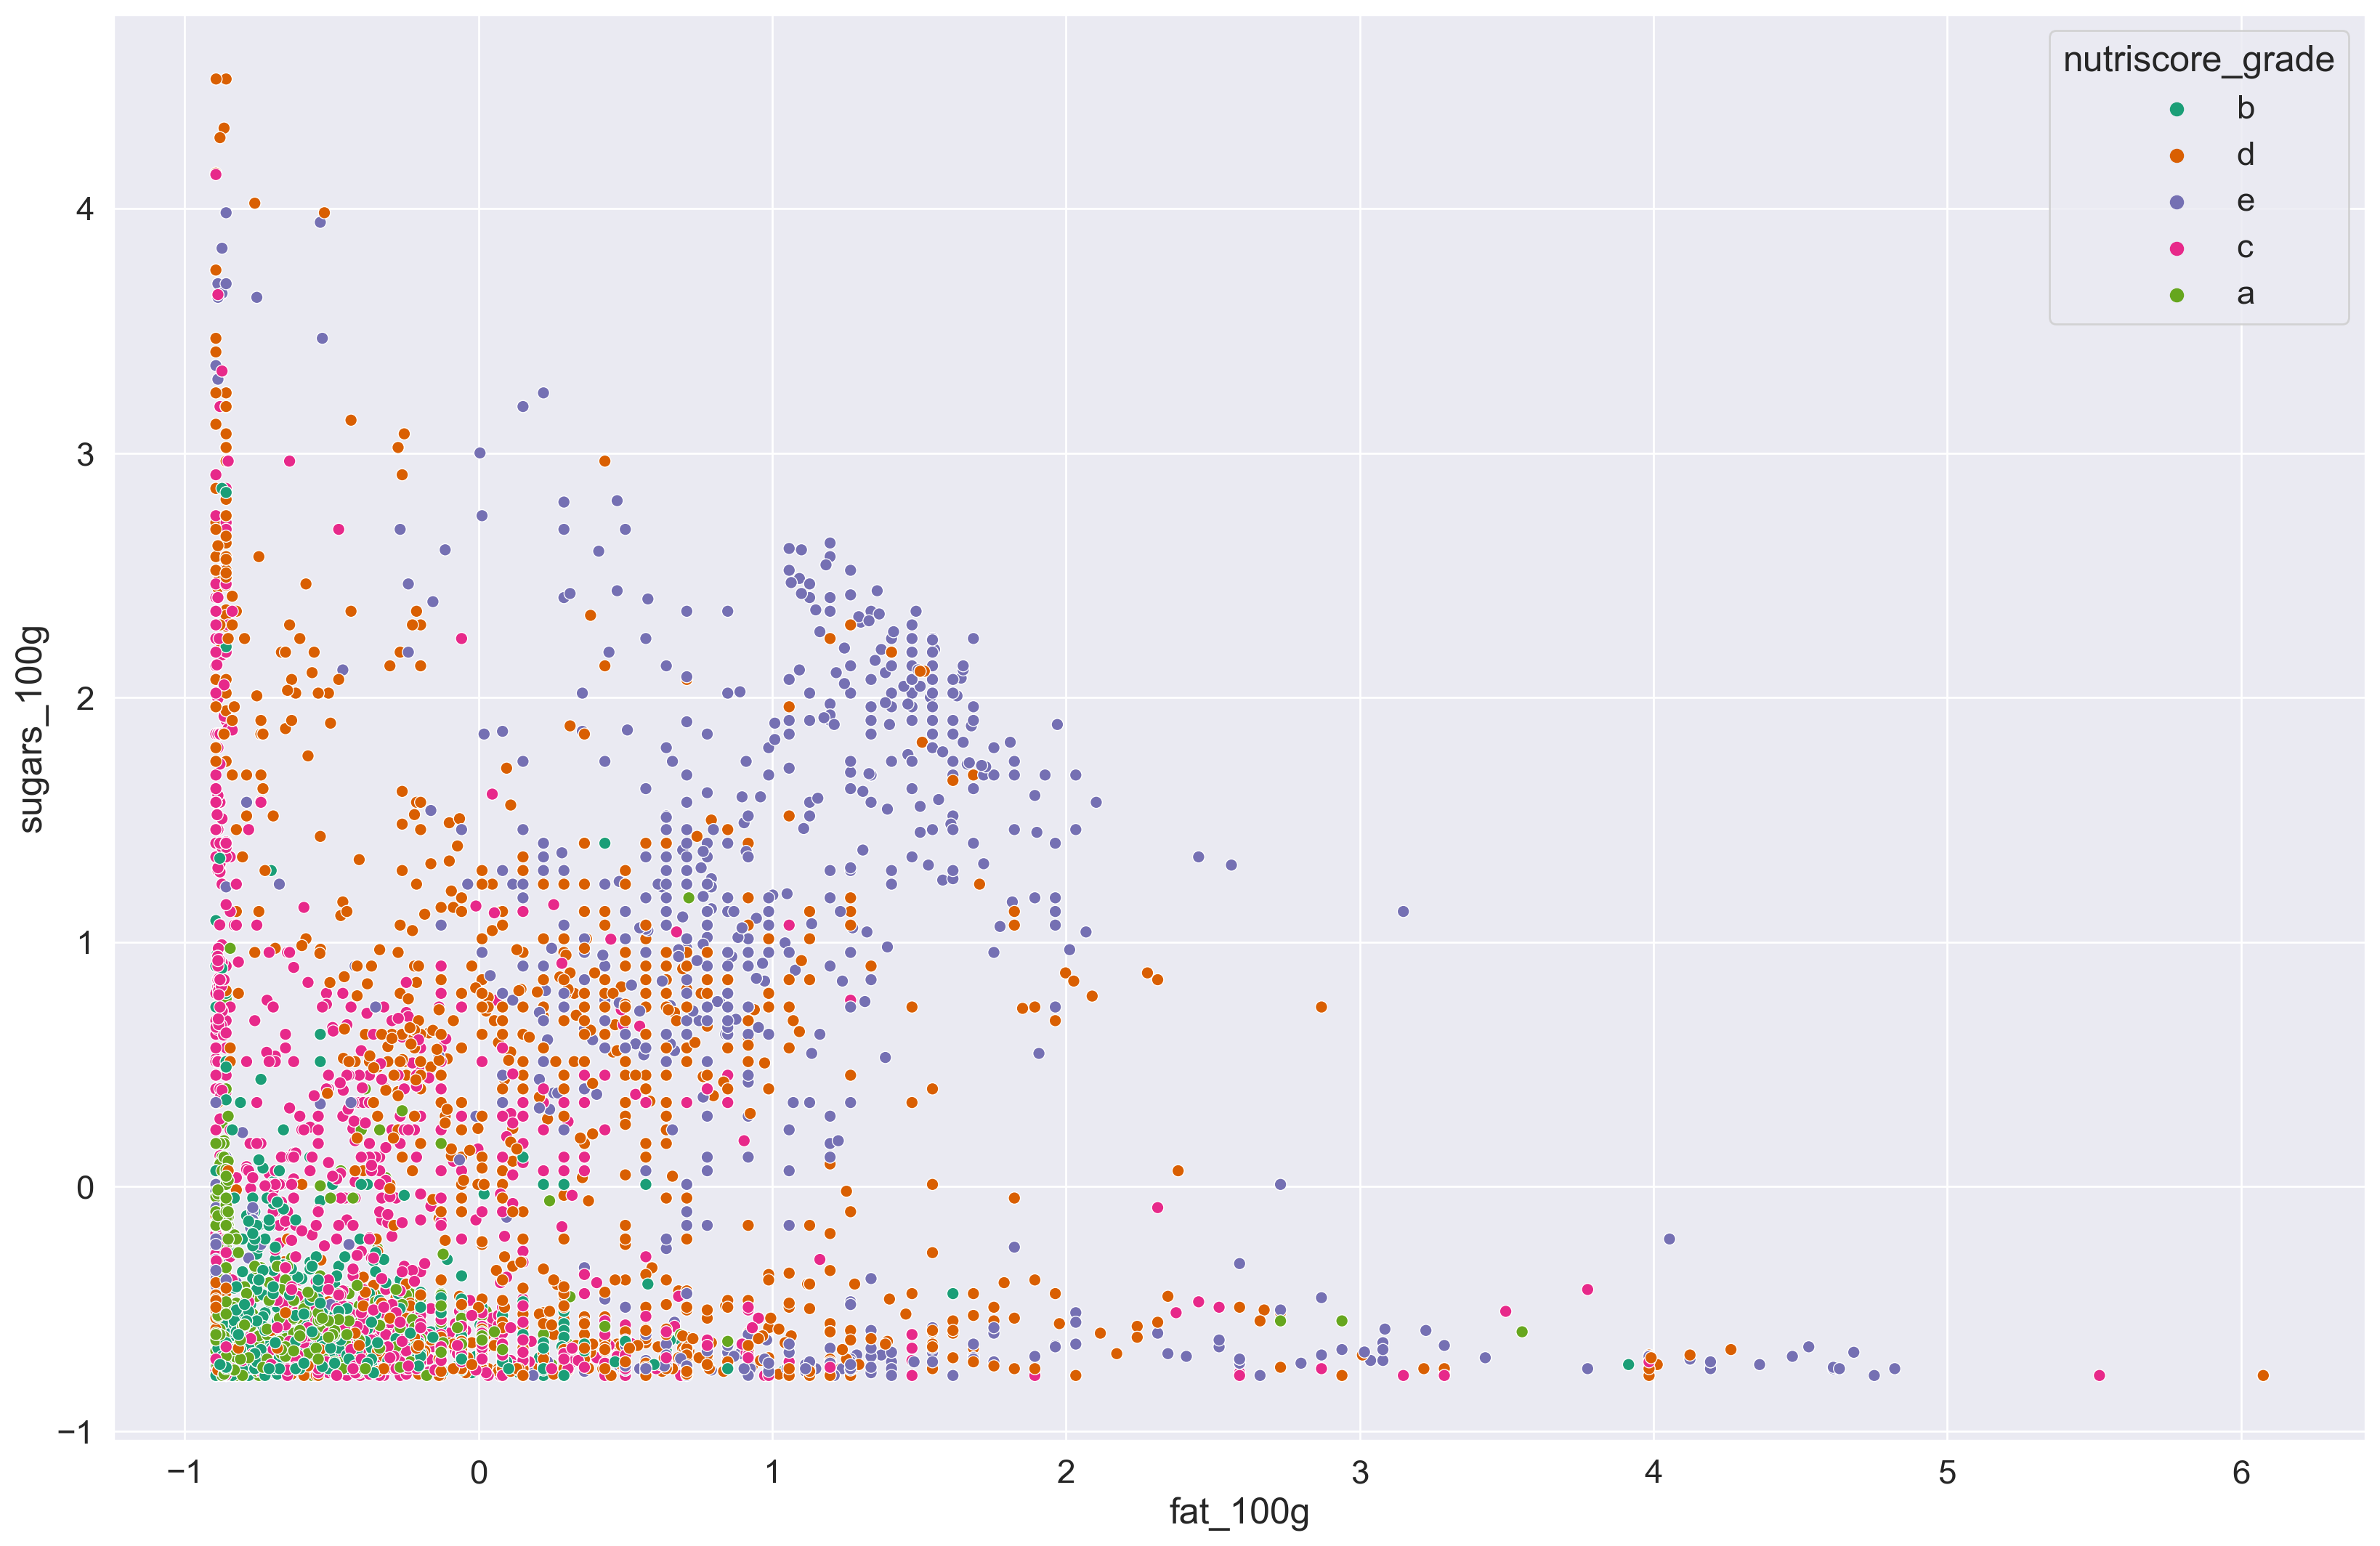 nutriscore_grade
b
d
e
c
a
4
3
2
1
0
−1
sugars_100g
−1 0 1 2 3 4 5 6
fat_100g